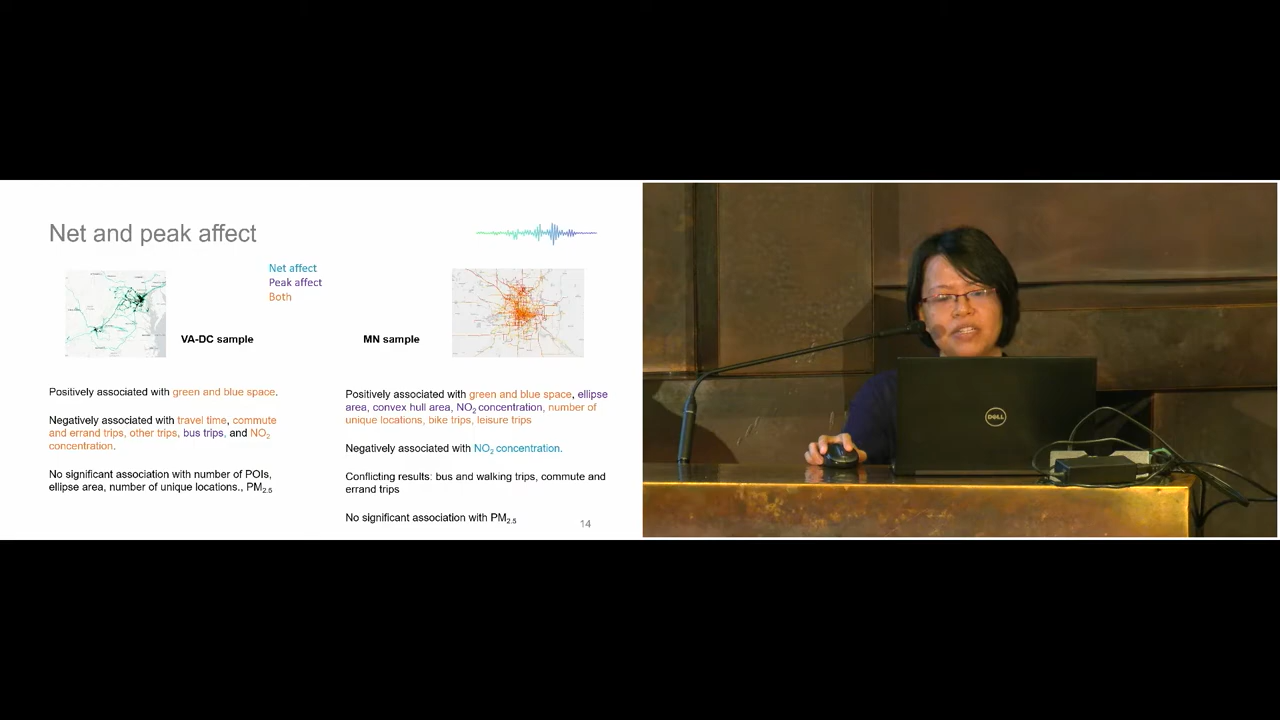 Net and peak affect
Net affect
Peak affect
Both
VA-DC sample
MN sample
Positively associated with green and blue space.
Negatively associated with travel time, commute
and errand trips, other trips, bus trips, and NO2
concentration.
No significant association with number of POIs,
ellipse area, number of unique locations., PM2.5
Positively associated with green and blue space, ellipse
area, convex hull area, NO2 concentration, number of
unique locations, bike trips, leisure trips
Negatively associated with NO2 concentration.
Conflicting results: bus and walking trips, commute and
errand trips
No significant association with PM2.5
14
DELL